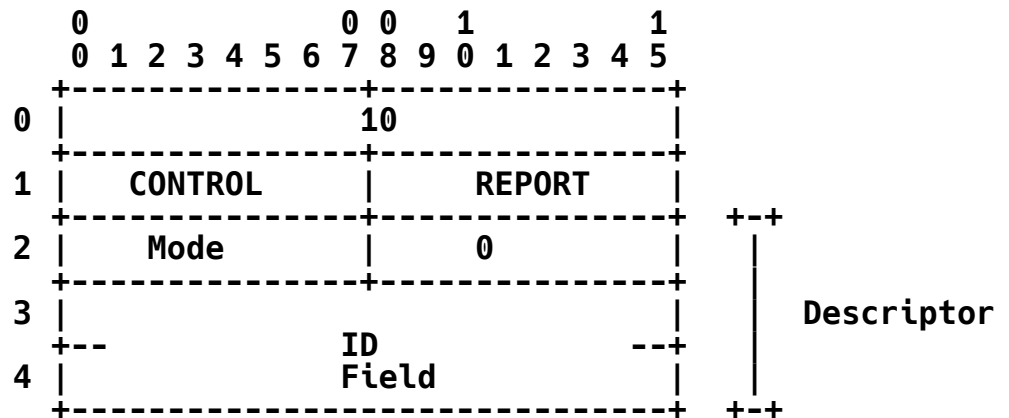 0 0 0 1 1
0 1 2 3 4 5 6 7 8 9 0 1 2 3 4 5
+---------------+---------------+
0 | 10 |
+---------------+---------------+
1 | CONTROL | REPORT |
+---------------+---------------+ +-+
2 | Mode | 0 | |
+---------------+---------------+ |
3 | | | Descriptor
+-- ID --+ |
4 | Field | |
+-------------------------------+ +-+